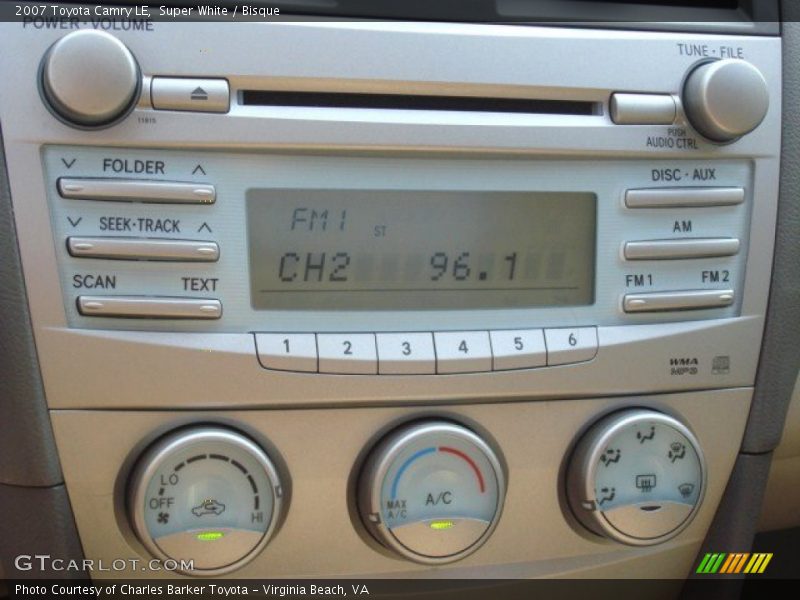 2007 Toyota Camry LE, Super White / Bisque
POWER·VOLUME
TUNE·FILE
11815
PUSH
AUDIO CTRL
FOLDER
DISC·AUX
SEEK·TRACK
AM
SCAN TEXT
FM1 FM2
FM1 ST
CH2 96.1
1 2 3 4 5 6
WMA
MP3
LO
OFF
HI
MAX
A/C
A/C
GTCARLOT.COM
Photo Courtesy of Charles Barker Toyota - Virginia Beach, VA